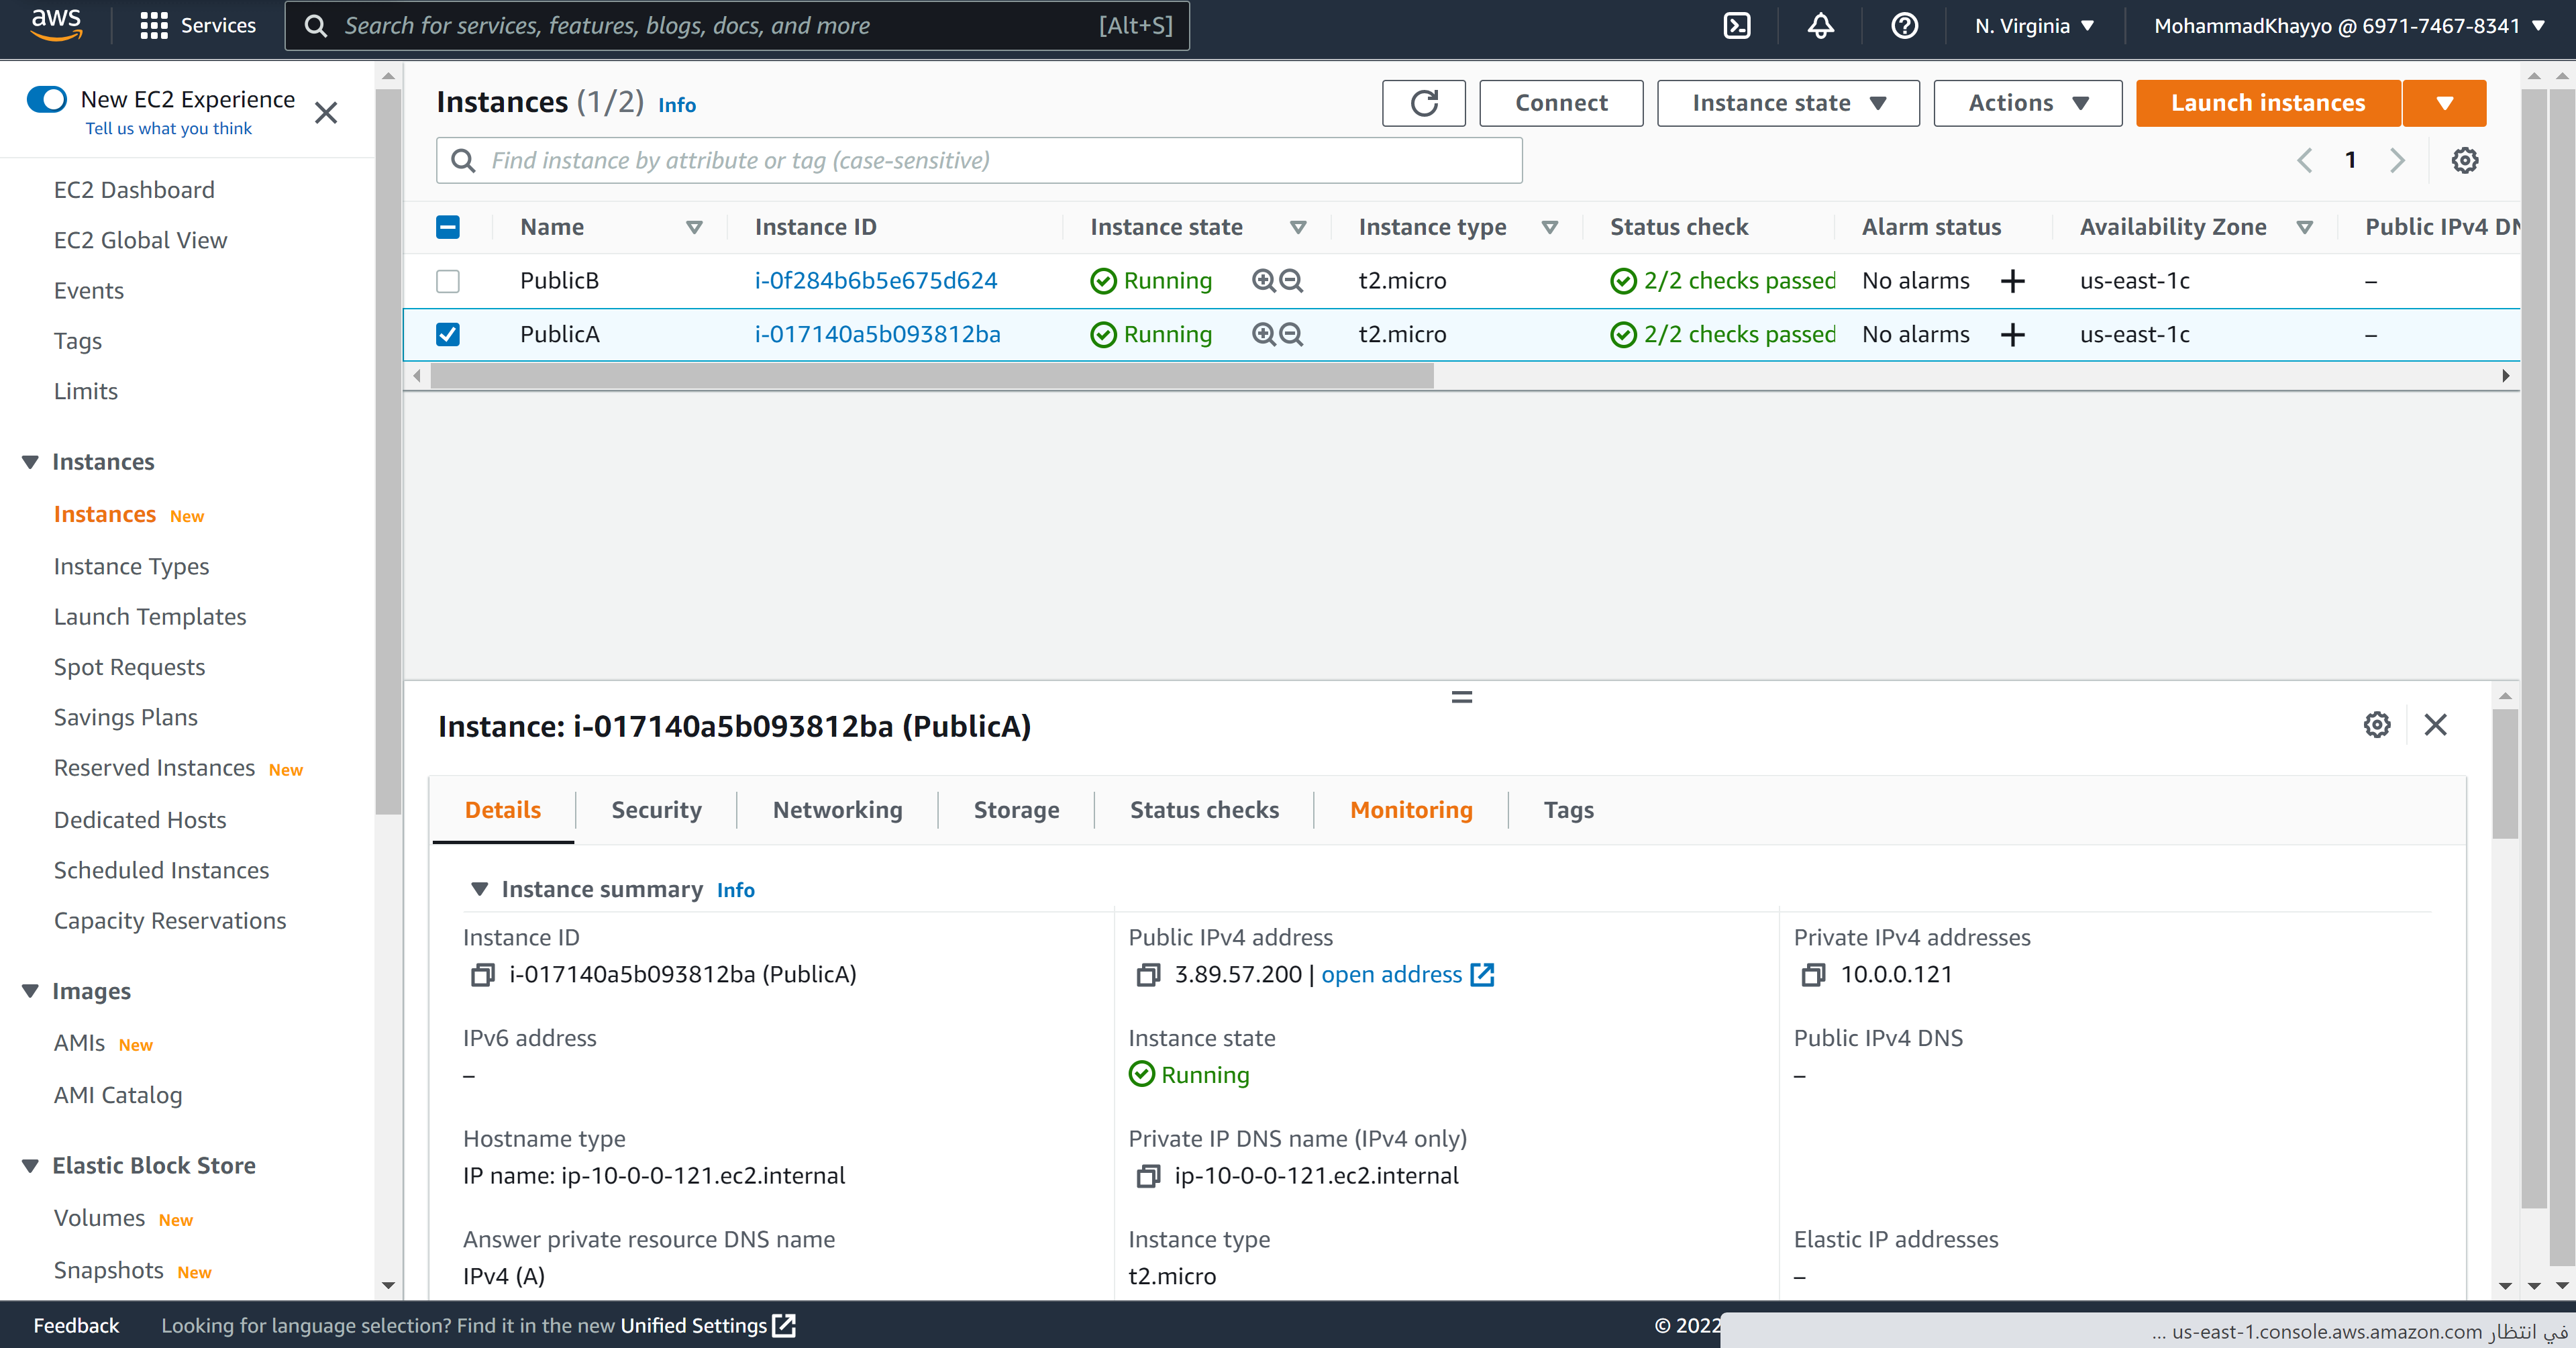 aws
Services
Search for services, features, blogs, docs, and more [Alt+S]
N. Virginia
MohammadKhayyo @ 6971-7467-8341
New EC2 Experience
Tell us what you think
EC2 Dashboard
EC2 Global View
Events
Tags
Limits
Instances
Instances New
Instance Types
Launch Templates
Spot Requests
Savings Plans
Reserved Instances New
Dedicated Hosts
Scheduled Instances
Capacity Reservations
Images
AMIs New
AMI Catalog
Elastic Block Store
Volumes New
Snapshots New
Instances (1/2) Info
Connect
Instance state
Actions
Launch instances
Find instance by attribute or tag (case-sensitive)
1
Name Instance ID Instance state Instance type Status check Alarm status Availability Zone Public IPv4 DN
PublicB i-0f284b6b5e675d624 Running t2.micro 2/2 checks passed No alarms us-east-1c –
PublicA i-017140a5b093812ba Running t2.micro 2/2 checks passed No alarms us-east-1c –
Instance: i-017140a5b093812ba (PublicA)
Details Security Networking Storage Status checks Monitoring Tags
Instance summary Info
Instance ID
i-017140a5b093812ba (PublicA)
Public IPv4 address
3.89.57.200 | open address
Private IPv4 addresses
10.0.0.121
IPv6 address
–
Instance state
Running
Public IPv4 DNS
–
Hostname type
IP name: ip-10-0-0-121.ec2.internal
Private IP DNS name (IPv4 only)
ip-10-0-0-121.ec2.internal
Answer private resource DNS name
IPv4 (A)
Instance type
t2.micro
Elastic IP addresses
–
Feedback
Looking for language selection? Find it in the new Unified Settings
© 2022
في انتظار us-east-1.console.aws.amazon.com ...